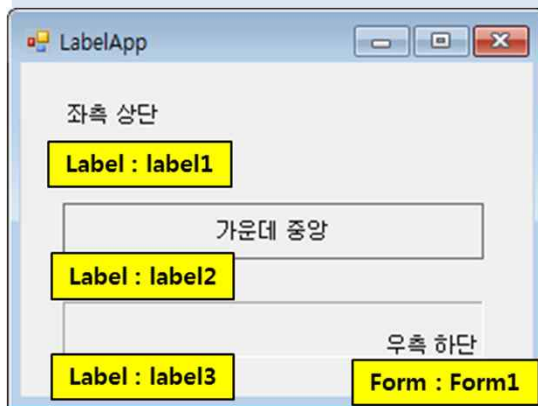 LabelApp
좌측 상단
Label : label1
가운데 중앙
Label : label2
우측 하단
Label : label3
Form : Form1